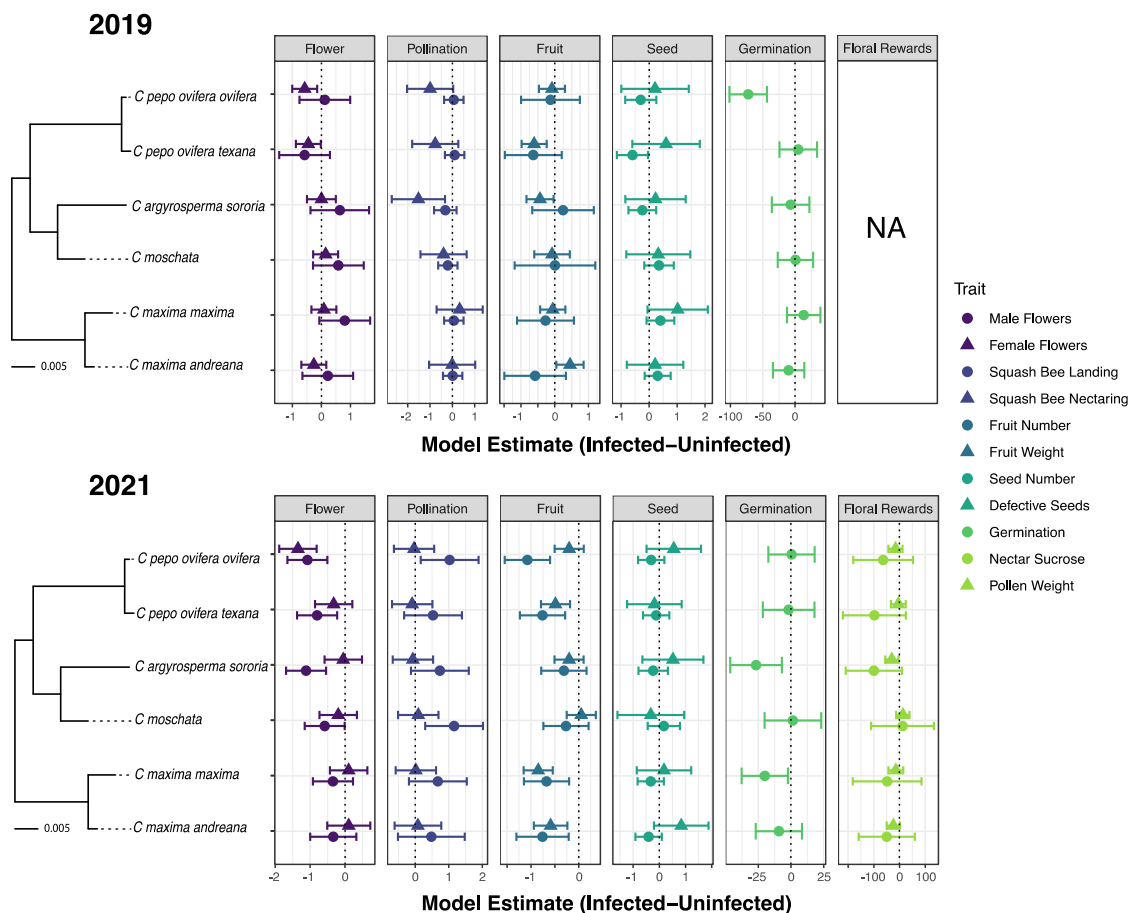 2019
Flower Pollination Fruit Seed Germination Floral Rewards
C pepo ovifera ovifera
C pepo ovifera texana
C argyrosperma sororia
C moschata
C maxima maxima
C maxima andreana
0.005
NA
-1 0 1 -2 -1 0 1 -1 0 1 -1 0 1 2 -100 -50 0
Model Estimate (Infected−Uninfected)
Trait
Male Flowers
Female Flowers
Squash Bee Landing
Squash Bee Nectaring
Fruit Number
Fruit Weight
Seed Number
Defective Seeds
Germination
Nectar Sucrose
Pollen Weight
2021
Flower Pollination Fruit Seed Germination Floral Rewards
C pepo ovifera ovifera
C pepo ovifera texana
C argyrosperma sororia
C moschata
C maxima maxima
C maxima andreana
0.005
-2 -1 0 0 1 2 -1 0 -1 0 1 -25 0 25 -100 0 100
Model Estimate (Infected−Uninfected)